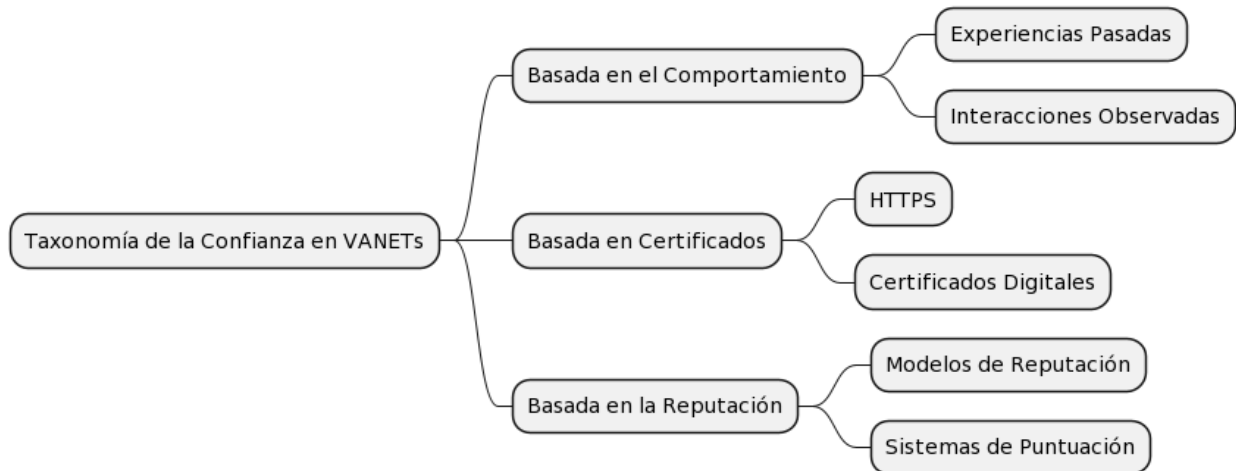 Taxonomía de la Confianza en VANETs
Basada en el Comportamiento
Experiencias Pasadas
Interacciones Observadas
Basada en Certificados
HTTPS
Certificados Digitales
Basada en la Reputación
Modelos de Reputación
Sistemas de Puntuación